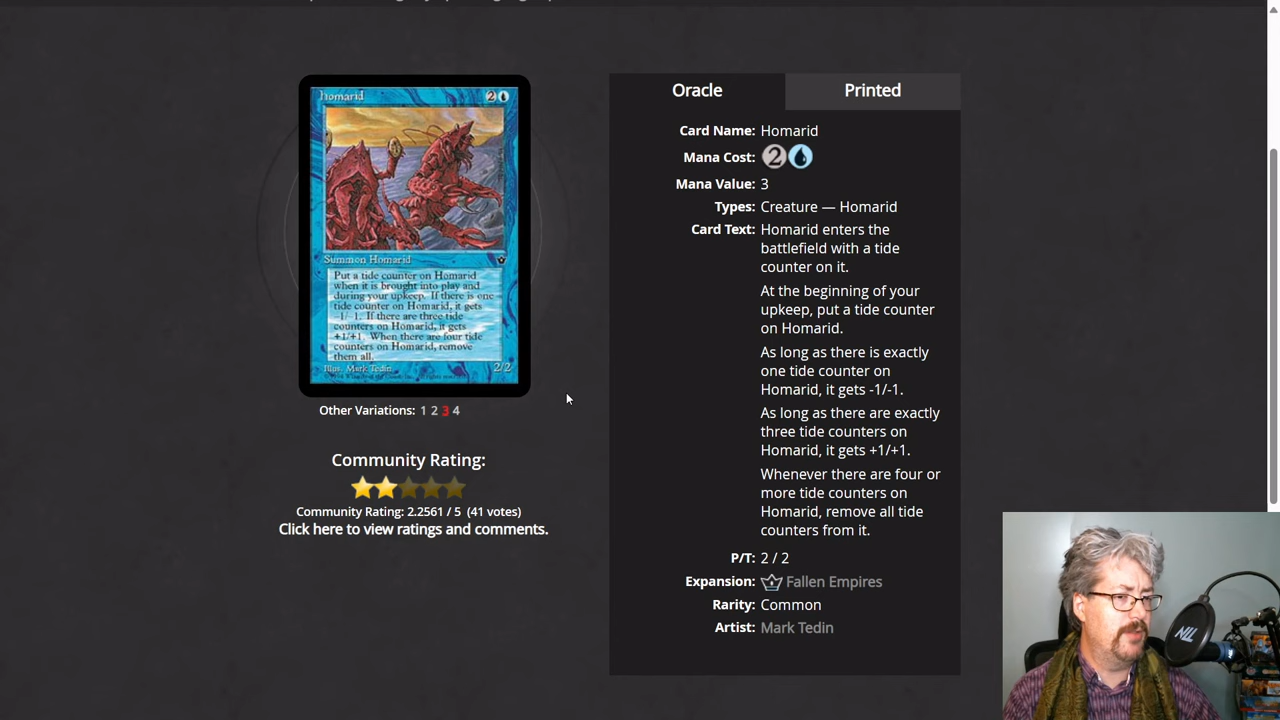 Oracle
Printed
Homarid
2
Summon Homarid
Put a tide counter on Homarid
when it is brought into play and
during your upkeep. If there is one
tide counter on Homarid, it gets
-1/-1. If there are three tide
counters on Homarid, it gets
+1/+1. When there are four tide
counters on Homarid, remove
them all.
Illus. Mark Tedin
2/2
Other Variations: 1 2 3 4
Community Rating:
Community Rating: 2.2561 / 5 (41 votes)
Click here to view ratings and comments.
Card Name: Homarid
Mana Cost: 2
Mana Value: 3
Types: Creature — Homarid
Card Text: Homarid enters the
battlefield with a tide
counter on it.
At the beginning of your
upkeep, put a tide counter
on Homarid.
As long as there is exactly
one tide counter on
Homarid, it gets -1/-1.
As long as there are exactly
three tide counters on
Homarid, it gets +1/+1.
Whenever there are four or
more tide counters on
Homarid, remove all tide
counters from it.
P/T: 2 / 2
Expansion: Fallen Empires
Rarity: Common
Artist: Mark Tedin